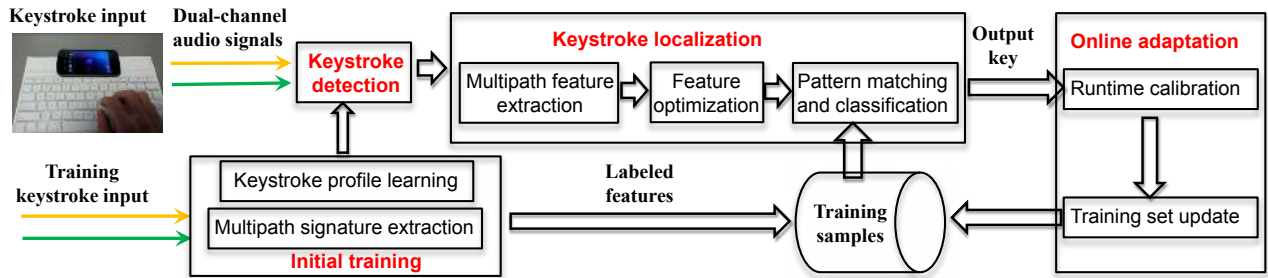 Keystroke input
Dual-channel
audio signals
Keystroke
detection
Keystroke localization
Multipath feature
extraction
Feature
optimization
Pattern matching
and classification
Output
key
Online adaptation
Runtime calibration
Training set update
Training
keystroke input
Keystroke profile learning
Multipath signature extraction
Initial training
Labeled
features
Training
samples